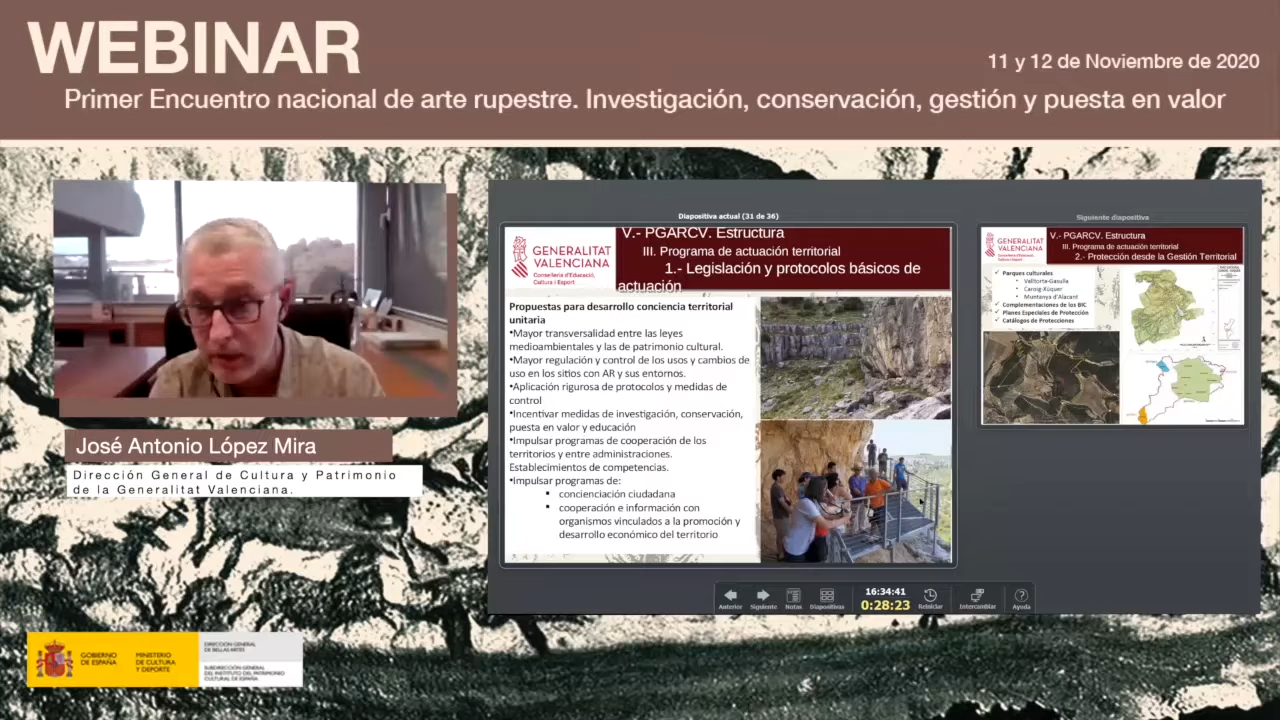 WEBINAR
11 y 12 de Noviembre de 2020
Primer Encuentro nacional de arte rupestre. Investigación, conservación, gestión y puesta en valor
José Antonio López Mira
Dirección General de Cultura y Patrimonio
de la Generalitat Valenciana.
Diapositiva actual (31 de 36)
GENERALITAT
VALENCIANA
Conselleria d'Educació,
Cultura i Esport
V.- PGARCV. Estructura
III. Programa de actuación territorial
1.- Legislación y protocolos básicos de
actuación
Propuestas para desarrollo conciencia territorial
unitaria
•Mayor transversalidad entre las leyes
medioambientales y las de patrimonio cultural.
•Mayor regulación y control de los usos y cambios de
uso en los sitios con AR y sus entornos.
•Aplicación rigurosa de protocolos y medidas de
control
•Incentivar medidas de investigación, conservación,
puesta en valor y educación
•Impulsar programas de cooperación de los
territorios y entre administraciones.
Establecimientos de competencias.
•Impulsar programas de:
▪ concienciación ciudadana
▪ cooperación e información con
organismos vinculados a la promoción y
desarrollo económico del territorio
Siguiente diapositiva
GENERALITAT
VALENCIANA
V.- PGARCV. Estructura
III. Programa de actuación territorial
2.- Protección desde la Gestión Territorial
✓ Parques culturales
• Valltorta-Gasulla
• Caroig-Xúquer
• Muntanya d'Alacant
✓ Complementaciones de los BIC
✓ Planes Especiales de Protección
✓ Catálogos de Protecciones
Anterior
Siguiente
Notas
Diapositivas
16:34:41
0:28:23
Reiniciar
Intercambiar
Ayuda
GOBIERNO
DE ESPAÑA
MINISTERIO
DE CULTURA
Y DEPORTE
DIRECCIÓN GENERAL
DE BELLAS ARTES
SUBDIRECCIÓN GENERAL
DEL INSTITUTO DEL PATRIMONIO
CULTURAL DE ESPAÑA